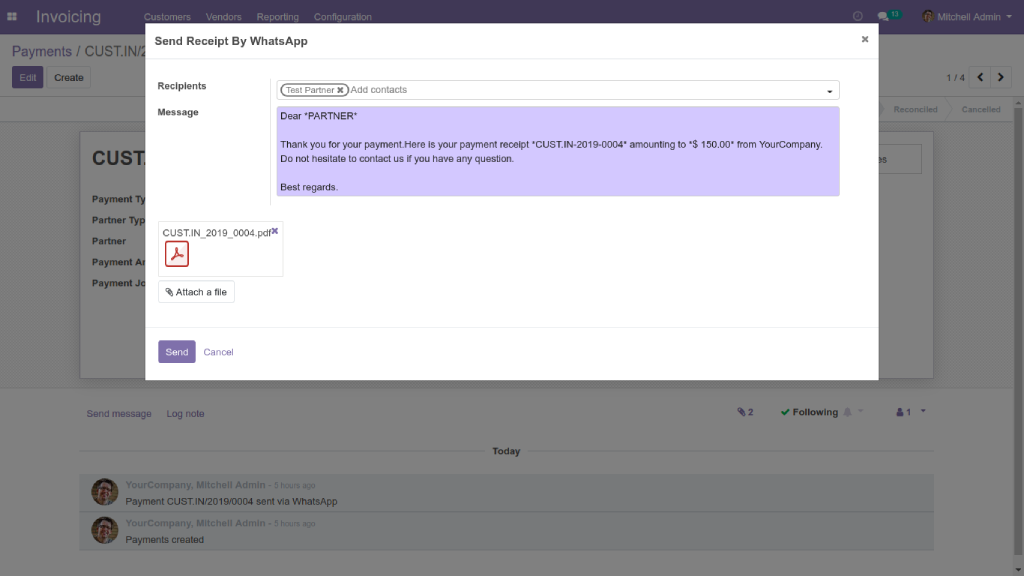 Invoicing
Customers Vendors Reporting Configuration
13
Mitchell Admin
Payments / CUST.IN/2
Edit Create
1 / 4
Send Receipt By WhatsApp
×
Recipients
Test Partner ✖ Add contacts
Message
Dear *PARTNER*
Thank you for your payment.Here is your payment receipt *CUST.IN-2019-0004* amounting to *$ 150.00* from YourCompany.
Do not hesitate to contact us if you have any question.
Best regards.
CUST.IN_2019_0004.pdf
Attach a file
Send Cancel
Reconciled Cancelled
CUST.
es
Payment Ty
Partner Typ
Partner
Payment A
Payment Jo
Send message Log note
2
Following
1
Today
YourCompany, Mitchell Admin - 5 hours ago
Payment CUST.IN/2019/0004 sent via WhatsApp
YourCompany, Mitchell Admin - 5 hours ago
Payments created